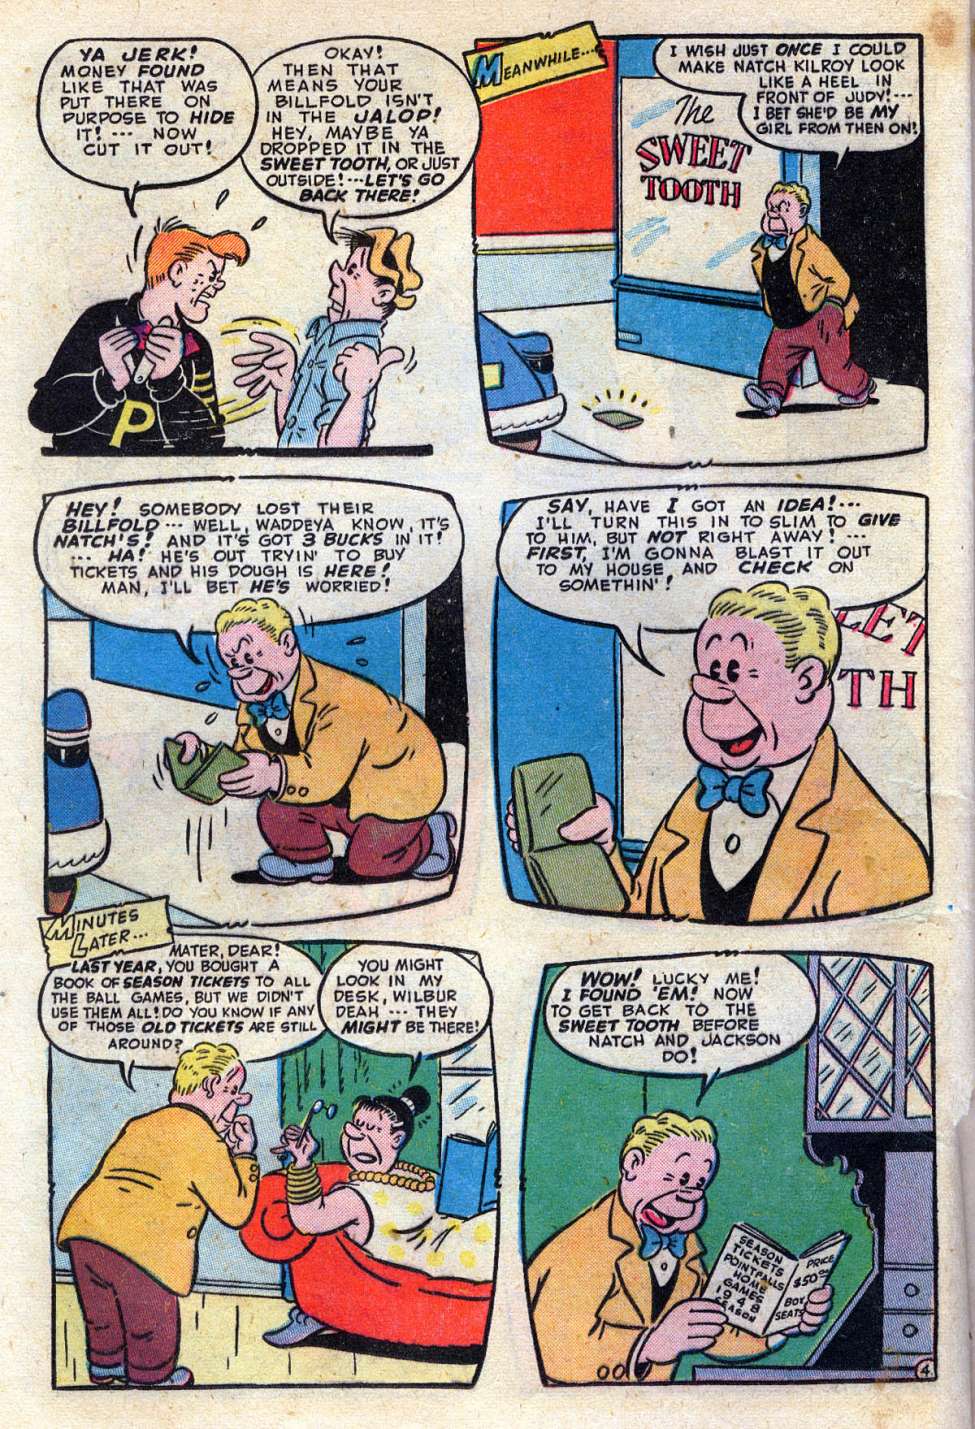 YA JERK!
MONEY FOUND
LIKE THAT WAS
PUT THERE ON
PURPOSE TO HIDE
IT! --- NOW
CUT IT OUT!
OKAY!
THEN THAT
MEANS YOUR
BILLFOLD ISN'T
IN THE JALOP!
HEY, MAYBE YA
DROPPED IT IN THE
SWEET TOOTH, OR JUST
OUTSIDE! --- LET'S GO
BACK THERE!
P
MEANWHILE...
I WISH JUST ONCE I COULD
MAKE NATCH KILROY LOOK
LIKE A HEEL IN
FRONT OF JUDY! ---
I BET SHE'D BE MY
GIRL FROM THEN ON!
The
SWEET
TOOTH
HEY! SOMEBODY LOST THEIR
BILLFOLD --- WELL, WADDEYA KNOW, IT'S
NATCH'S! AND IT'S GOT 3 BUCKS IN IT!
--- HA! HE'S OUT TRYIN' TO BUY
TICKETS AND HIS DOUGH IS HERE!
MAN, I'LL BET HE'S WORRIED!
SAY, HAVE I GOT AN IDEA! ---
I'LL TURN THIS IN TO SLIM TO GIVE
TO HIM, BUT NOT RIGHT AWAY! ---
FIRST, I'M GONNA BLAST IT OUT
TO MY HOUSE, AND CHECK ON
SOMETHIN'!
EET
TH
MINUTES
LATER...
MATER, DEAR!
LAST YEAR, YOU BOUGHT A
BOOK OF SEASON TICKETS TO ALL
THE BALL GAMES, BUT WE DIDN'T
USE THEM ALL! DO YOU KNOW IF ANY
OF THOSE OLD TICKETS ARE STILL
AROUND?
YOU MIGHT
LOOK IN MY
DESK, WILBUR
DEAH --- THEY
MIGHT BE THERE!
WOW! LUCKY ME!
I FOUND 'EM! NOW
TO GET BACK TO THE
SWEET TOOTH BEFORE
NATCH AND JACKSON
DO!
SEASON
TICKETS
POINTFALLS
HOME
GAMES
1948
SEASON
PRICE
$50.00
BOX
SEATS
4